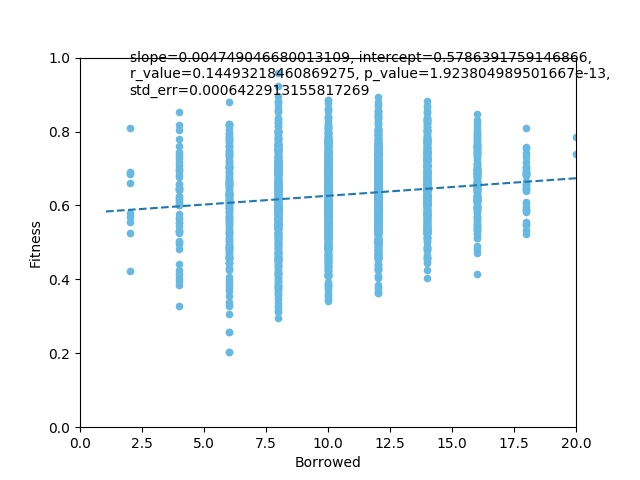 slope=0.004749046680013109, intercept=0.5786391759146866,
r_value=0.14493218460869275, p_value=1.923804989501667e-13,
std_err=0.0006422913155817269
1.0
0.8
0.6
0.4
0.2
0.0
Fitness
0.0 2.5 5.0 7.5 10.0 12.5 15.0 17.5 20.0
Borrowed